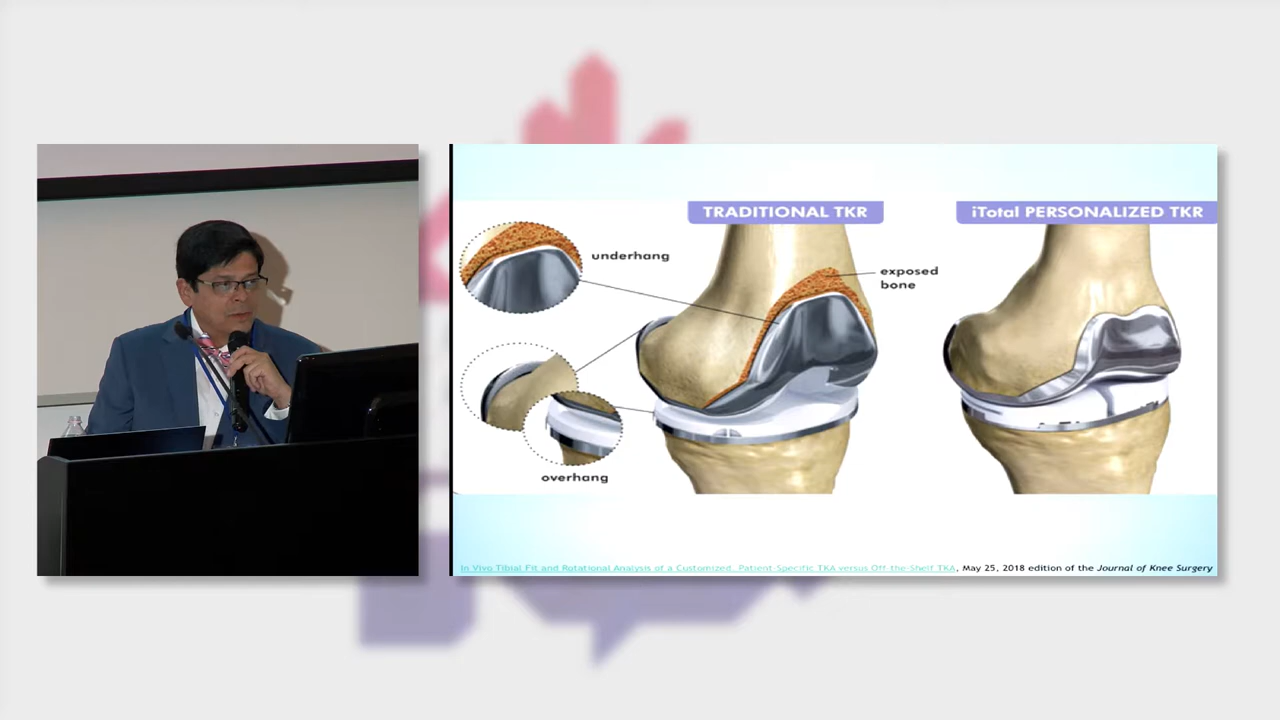 TRADITIONAL TKR
iTotal PERSONALIZED TKR
underhang
exposed
bone
overhang
In Vivo Tibial Fit and Rotational Analysis of a Customized, Patient-Specific TKA versus Off-the-Shelf TKA, May 25, 2018 edition of the Journal of Knee Surgery